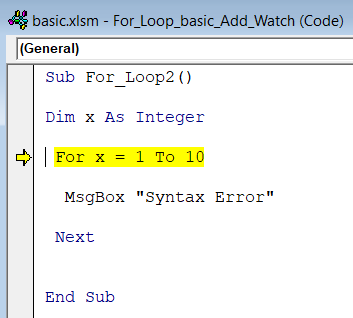 basic.xlsm - For_Loop_basic_Add_Watch (Code)
(General)
Sub For_Loop2()
Dim x As Integer
For x = 1 To 10
MsgBox "Syntax Error"
Next
End Sub